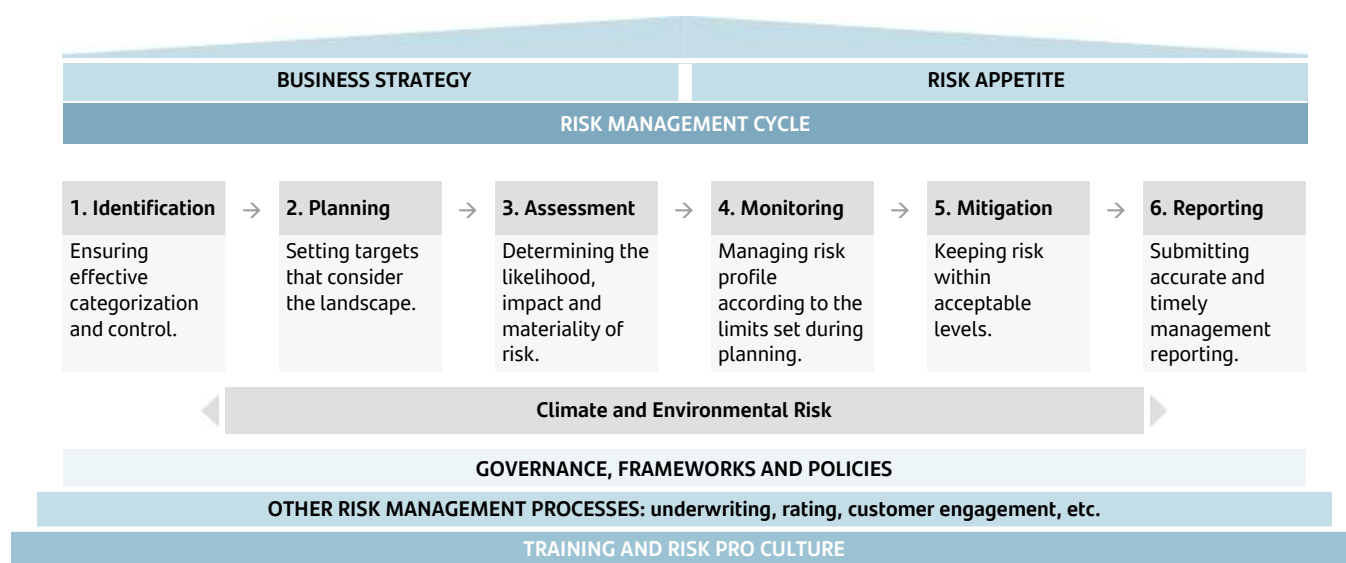 BUSINESS STRATEGY
RISK APPETITE
RISK MANAGEMENT CYCLE
1. Identification
→
2. Planning
→
3. Assessment
→
4. Monitoring
→
5. Mitigation
→
6. Reporting
Ensuring
effective
categorization
and control.
Setting targets
that consider
the landscape.
Determining the
likelihood,
impact and
materiality of
risk.
Managing risk
profile
according to the
limits set during
planning.
Keeping risk
within
acceptable
levels.
Submitting
accurate and
timely
management
reporting.
Climate and Environmental Risk
GOVERNANCE, FRAMEWORKS AND POLICIES
OTHER RISK MANAGEMENT PROCESSES: underwriting, rating, customer engagement, etc.
TRAINING AND RISK PRO CULTURE